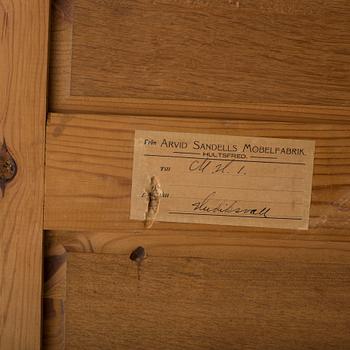 Från ARVID SANDELLS MÖBELFABRIK
HULTSFRED.
Till
Hudiksvall